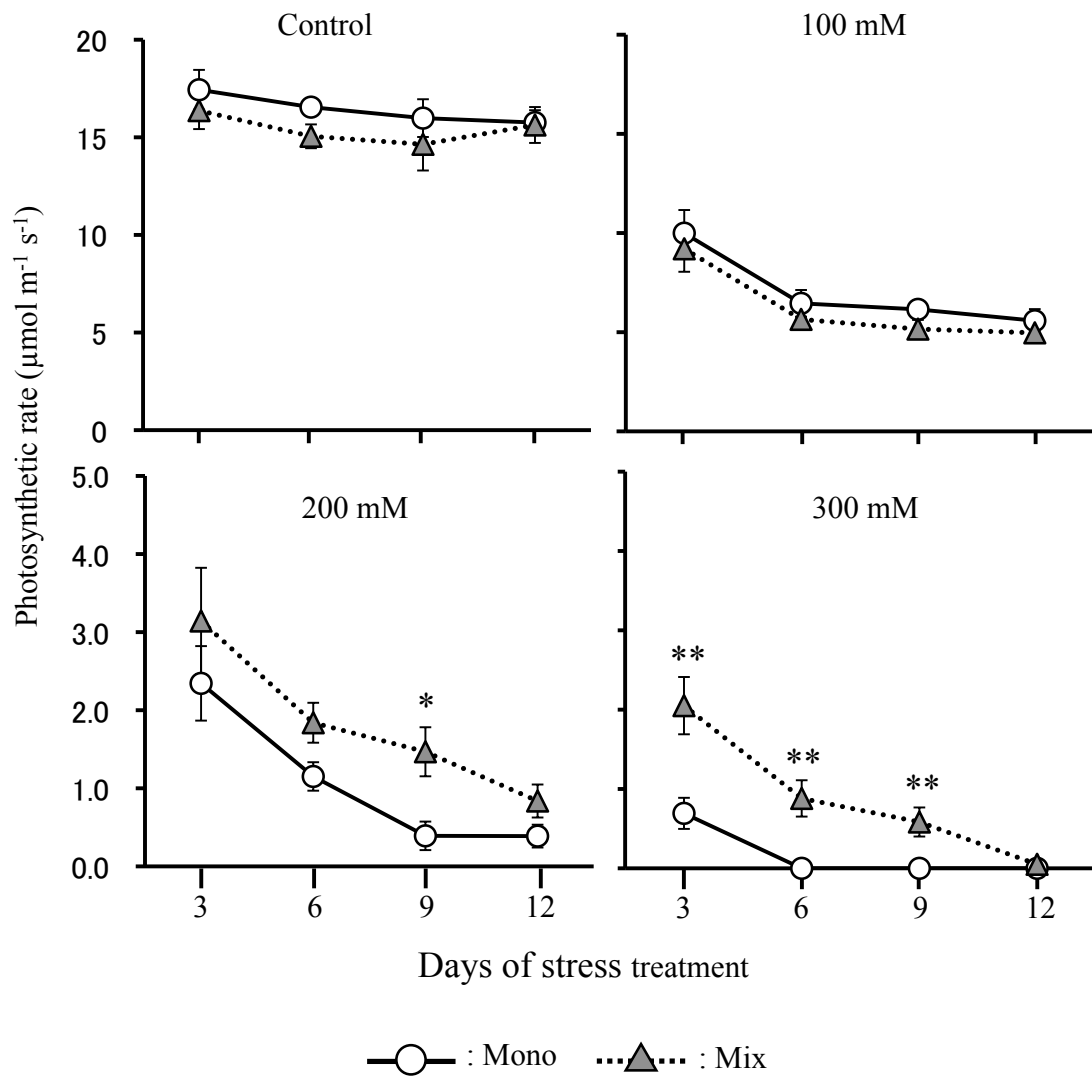 Control
100 mM
20
15
10
5
0
Photosynthetic rate (μmol m⁻¹ s⁻¹)
200 mM
300 mM
5.0
4.0
3.0
2.0
1.0
0.0
*
**
**
**
3 6 9 12
3 6 9 12
Days of stress treatment
: Mono : Mix